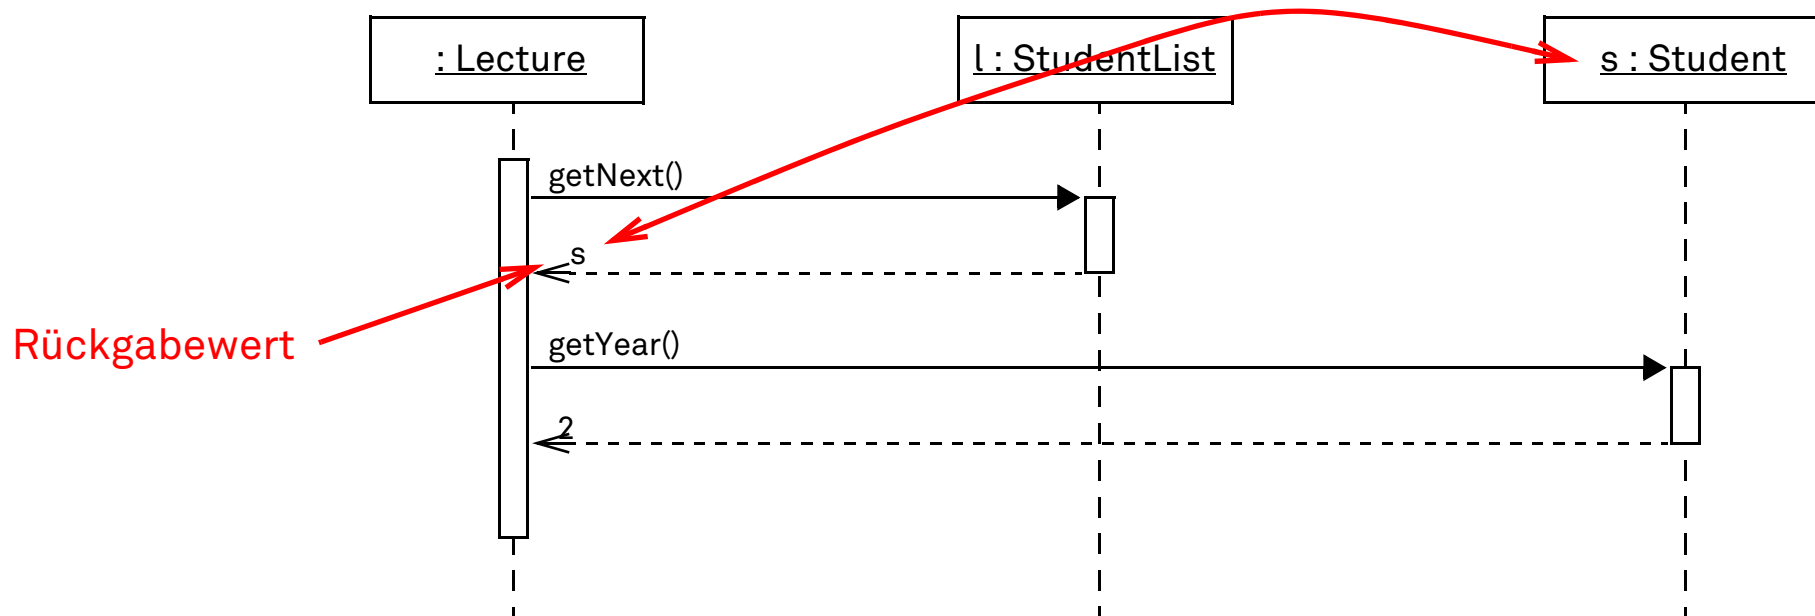 : Lecture
l : StudentList
s : Student
getNext()
s
Rückgabewert
getYear()
2